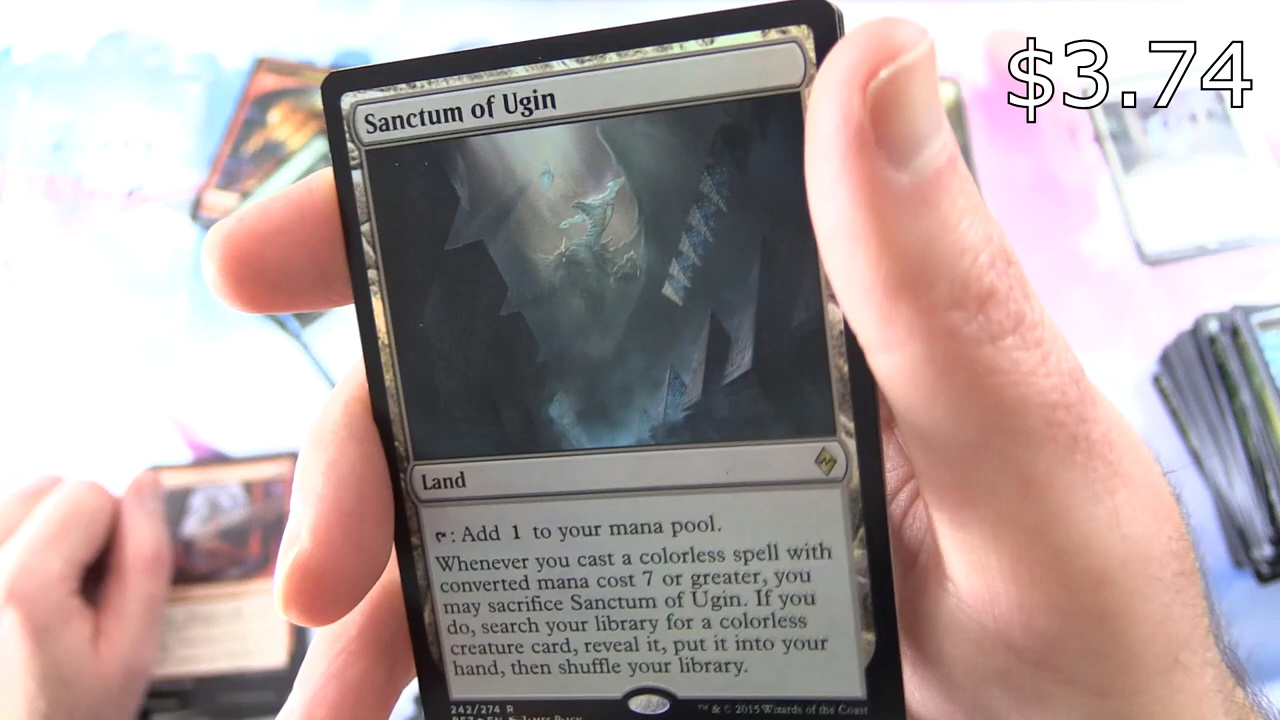 $3.74
Sanctum of Ugin
Land
: Add 1 to your mana pool.
Whenever you cast a colorless spell with
converted mana cost 7 or greater, you
may sacrifice Sanctum of Ugin. If you
do, search your library for a colorless
creature card, reveal it, put it into your
hand, then shuffle your library.
242/274 R
™ & © 2015 Wizards of the Coast